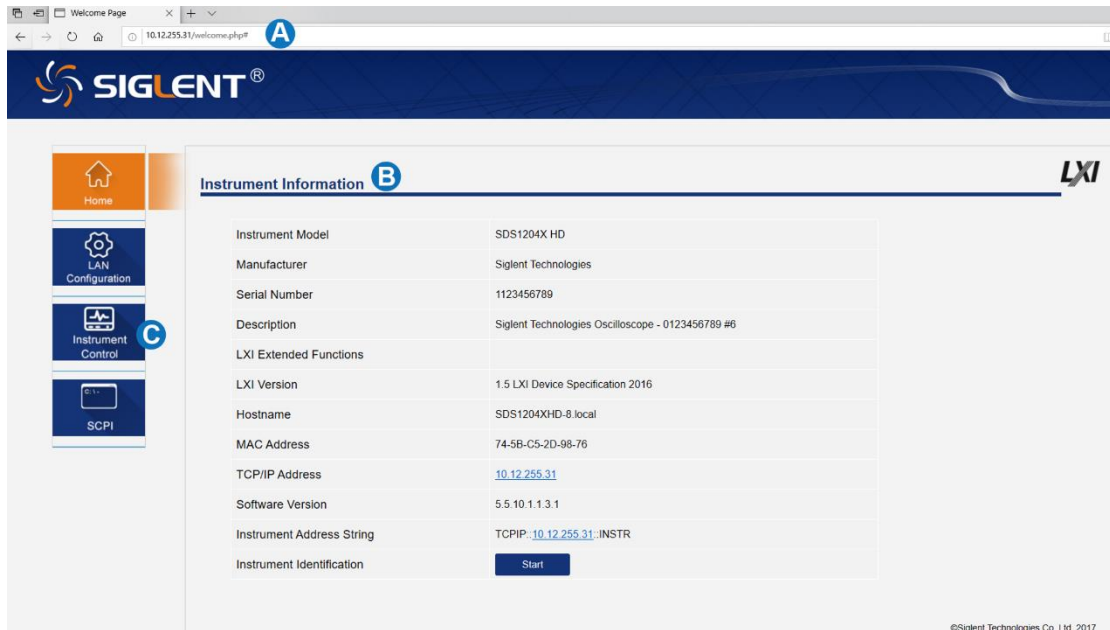 Welcome Page
10.12.255.31/welcome.php#
A
SIGLENT®
Home
LAN
Configuration
Instrument
Control
C
C:\-
SCPI
Instrument Information
B
LXI
Instrument Model SDS1204X HD
Manufacturer Siglent Technologies
Serial Number 1123456789
Description Siglent Technologies Oscilloscope - 0123456789 #6
LXI Extended Functions
LXI Version 1.5 LXI Device Specification 2016
Hostname SDS1204XHD-8.local
MAC Address 74-5B-C5-2D-98-76
TCP/IP Address 10.12.255.31
Software Version 5.5.10.1.1.3.1
Instrument Address String TCPIP::10.12.255.31::INSTR
Instrument Identification Start
©Siglent Technologies Co. Ltd. 2017